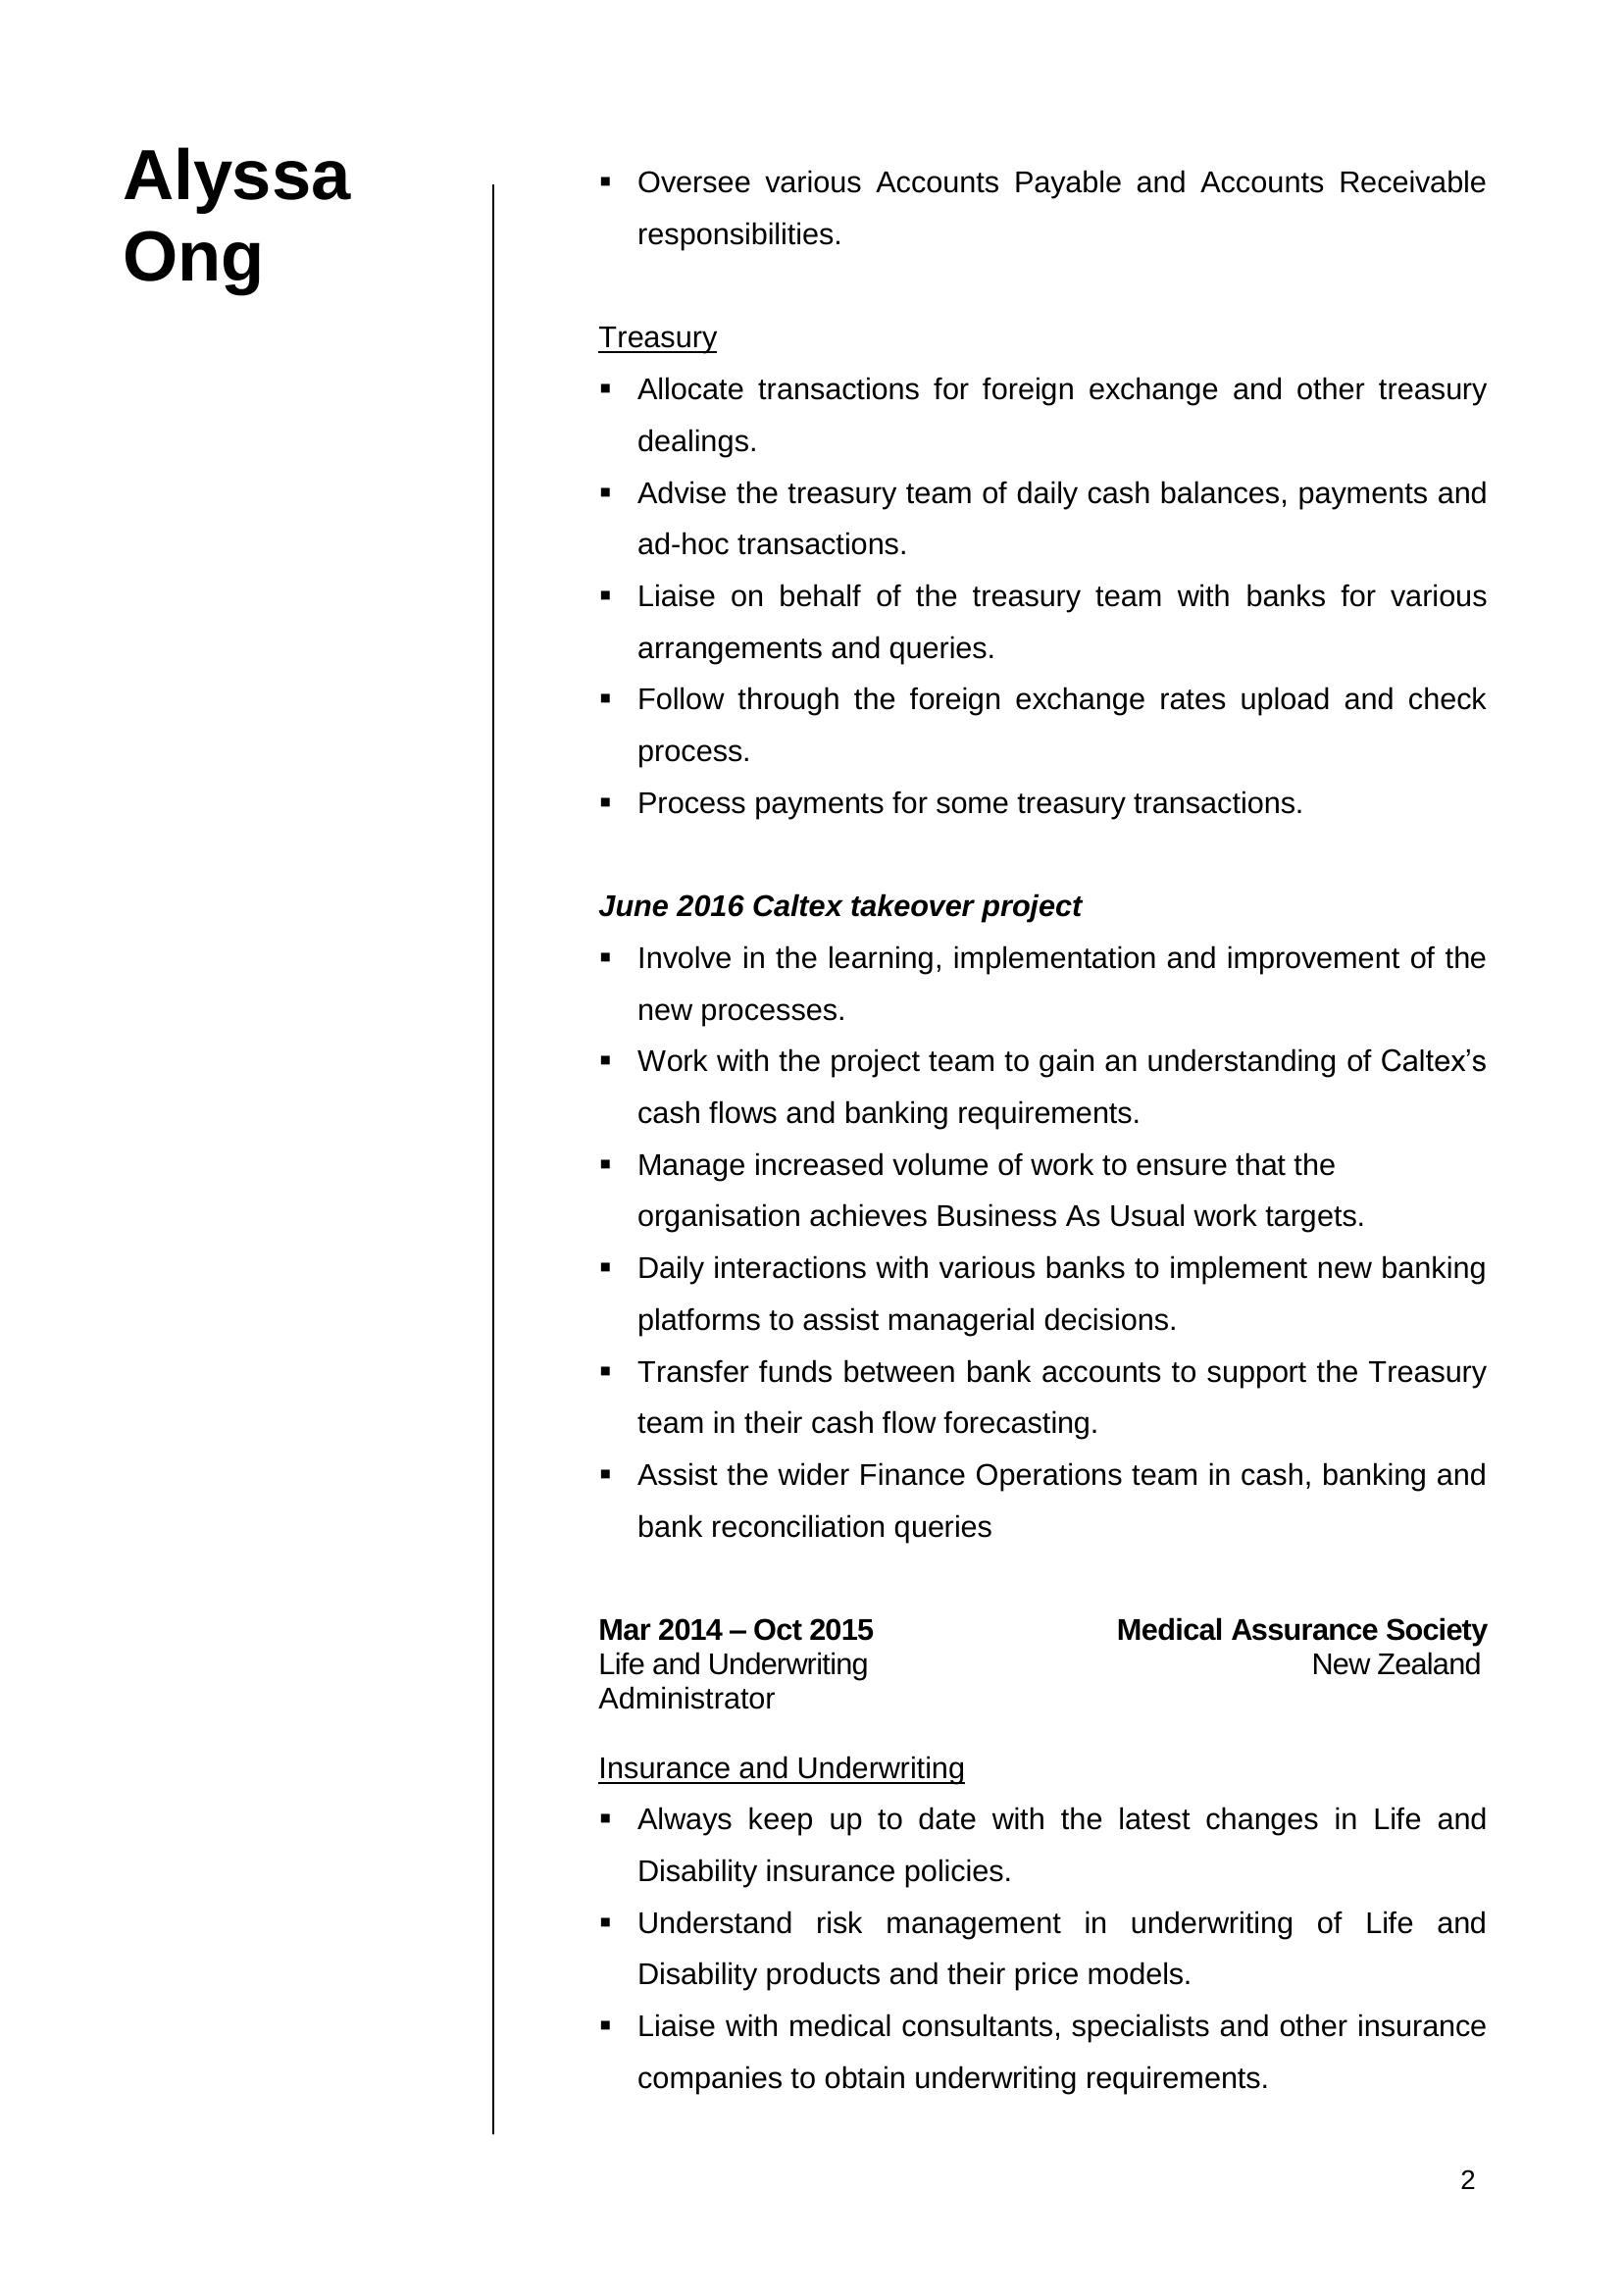 Alyssa
Ong
▪ Oversee various Accounts Payable and Accounts Receivable
responsibilities.
Treasury
▪ Allocate transactions for foreign exchange and other treasury
dealings.
▪ Advise the treasury team of daily cash balances, payments and
ad-hoc transactions.
▪ Liaise on behalf of the treasury team with banks for various
arrangements and queries.
▪ Follow through the foreign exchange rates upload and check
process.
▪ Process payments for some treasury transactions.
June 2016 Caltex takeover project
▪ Involve in the learning, implementation and improvement of the
new processes.
▪ Work with the project team to gain an understanding of Caltex’s
cash flows and banking requirements.
▪ Manage increased volume of work to ensure that the
organisation achieves Business As Usual work targets.
▪ Daily interactions with various banks to implement new banking
platforms to assist managerial decisions.
▪ Transfer funds between bank accounts to support the Treasury
team in their cash flow forecasting.
▪ Assist the wider Finance Operations team in cash, banking and
bank reconciliation queries
Mar 2014 – Oct 2015 Medical Assurance Society
Life and Underwriting New Zealand
Administrator
Insurance and Underwriting
▪ Always keep up to date with the latest changes in Life and
Disability insurance policies.
▪ Understand risk management in underwriting of Life and
Disability products and their price models.
▪ Liaise with medical consultants, specialists and other insurance
companies to obtain underwriting requirements.
2